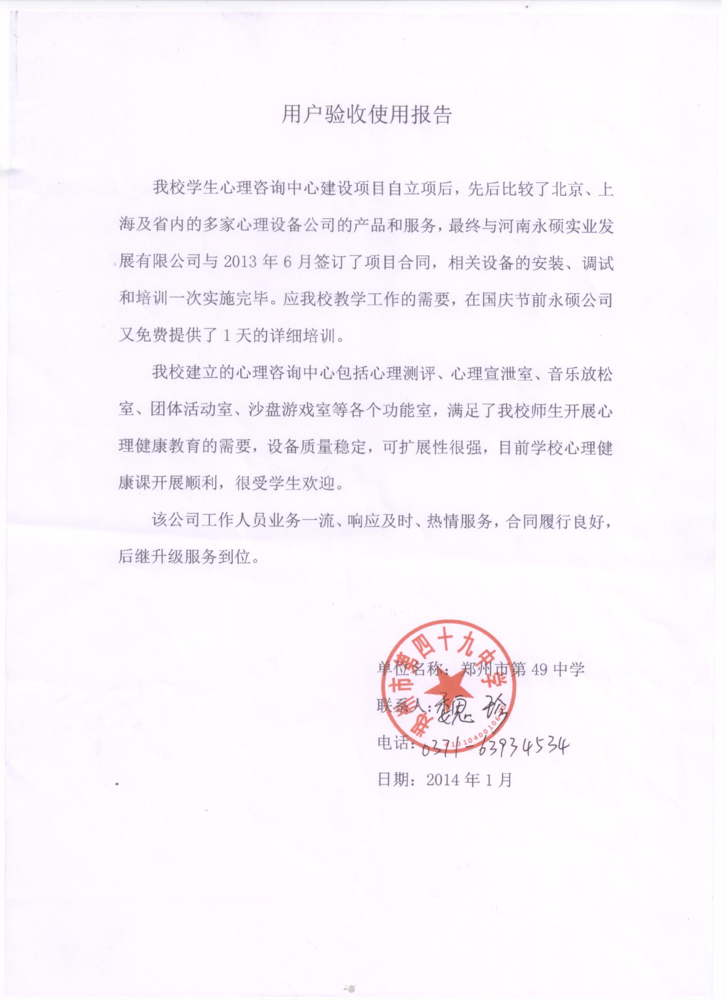 用户验收使用报告
我校学生心理咨询中心建设项目自立项后，先后比较了北京、上
海及省内的多家心理设备公司的产品和服务，最终与河南永硕实业发
展有限公司与 2013 年 6 月签订了项目合同，相关设备的安装、调试
和培训一次实施完毕。应我校教学工作的需要，在国庆节前永硕公司
又免费提供了 1 天的详细培训。
我校建立的心理咨询中心包括心理测评、心理宣泄室、音乐放松
室、团体活动室、沙盘游戏室等各个功能室，满足了我校师生开展心
理健康教育的需要，设备质量稳定，可扩展性很强，目前学校心理健
康课开展顺利，很受学生欢迎。
该公司工作人员业务一流、响应及时、热情服务，合同履行良好，
后继升级服务到位。
郑州市第四十九中学
单位名称：郑州市第 49 中学
联系人：魏珍
电话：0371-63934534
日期：2014 年 1 月